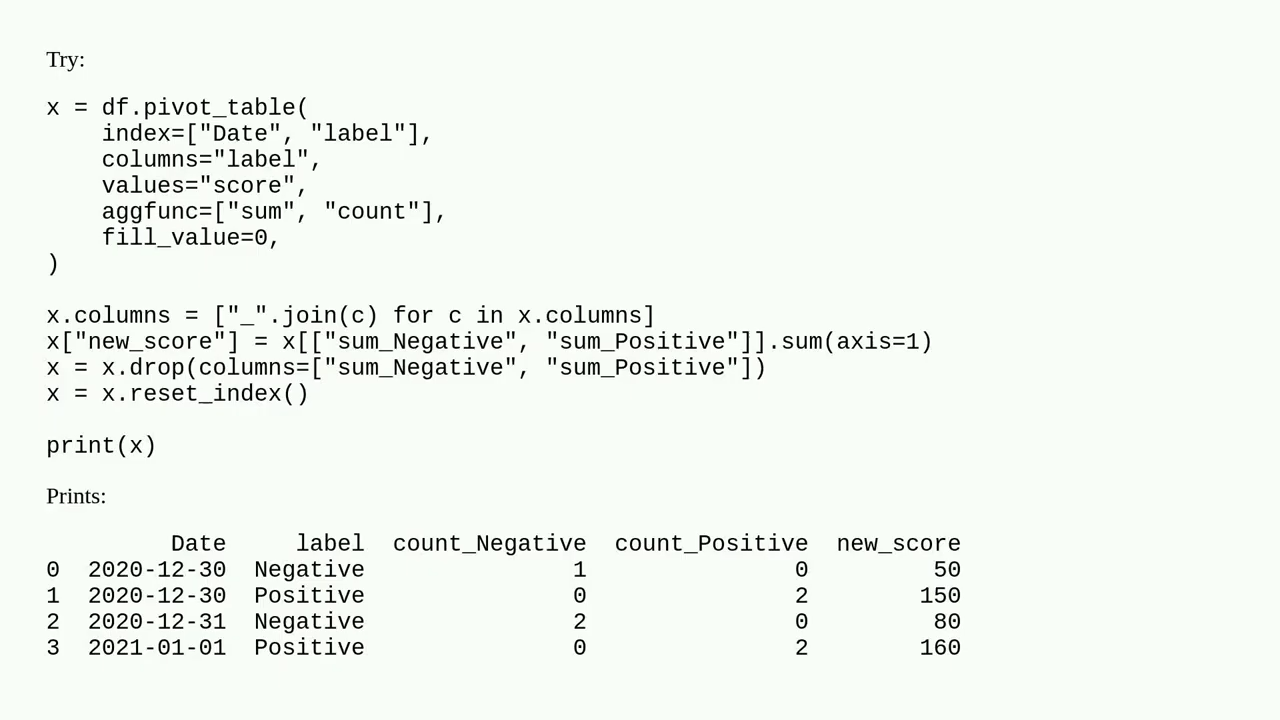 Try:
x = df.pivot_table(
    index=["Date", "label"],
    columns="label",
    values="score",
    aggfunc=["sum", "count"],
    fill_value=0,
)
x.columns = ["_".join(c) for c in x.columns]
x["new_score"] = x[["sum_Negative", "sum_Positive"]].sum(axis=1)
x = x.drop(columns=["sum_Negative", "sum_Positive"])
x = x.reset_index()
print(x)
Prints:
         Date     label  count_Negative  count_Positive  new_score
0  2020-12-30  Negative               1               0         50
1  2020-12-30  Positive               0               2        150
2  2020-12-31  Negative               2               0         80
3  2021-01-01  Positive               0               2        160